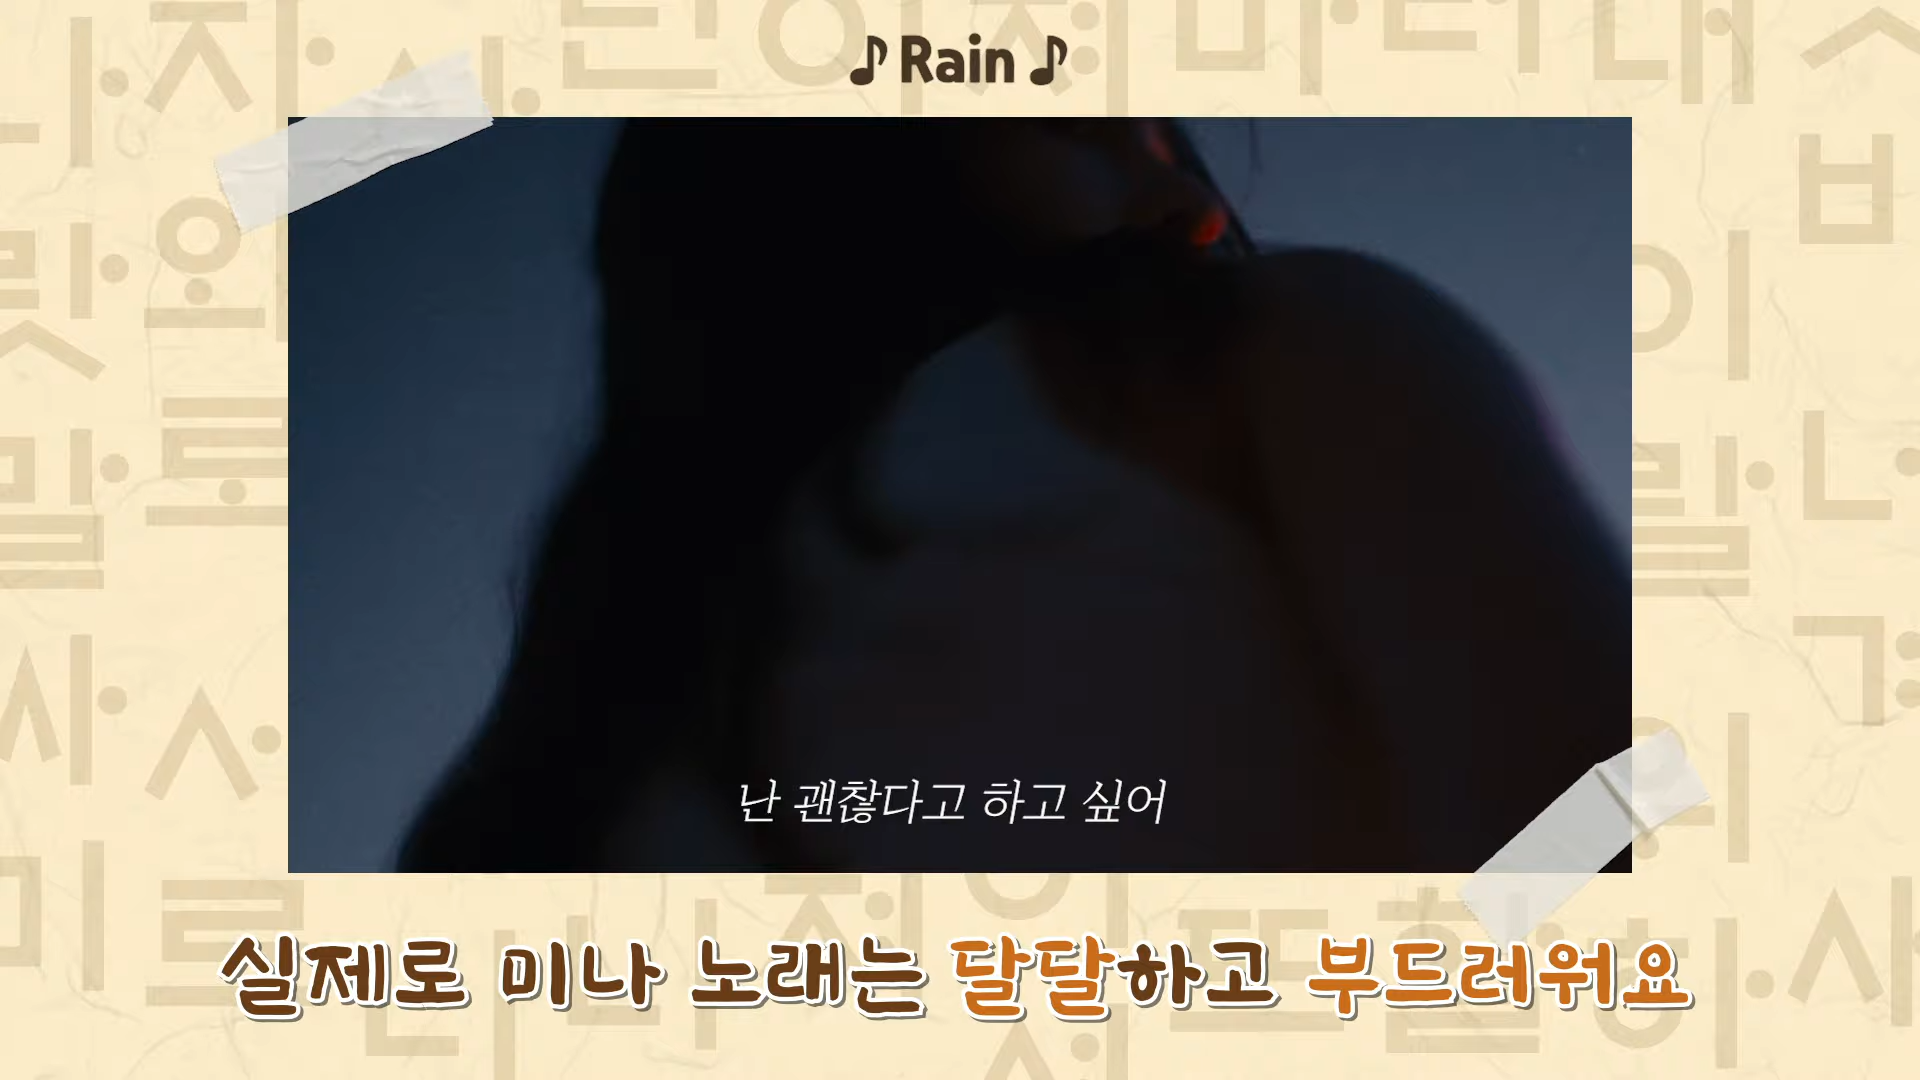 ♪ Rain ♪
난 괜찮다고 하고 싶어
실제로 미나 노래는 달달하고 부드러워요